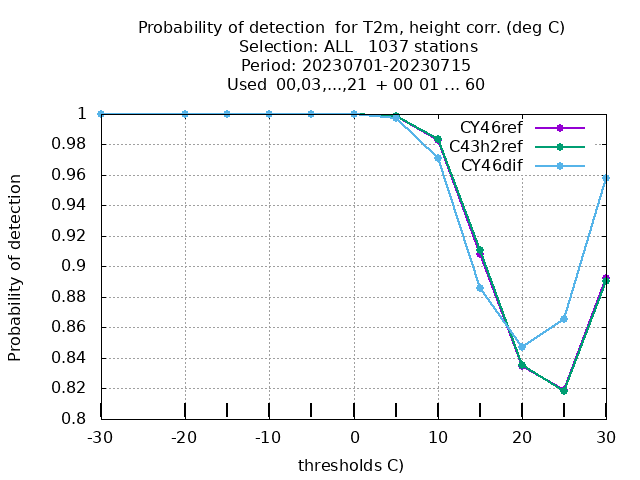 Probability of detection  for T2m, height corr. (deg C)
Selection: ALL   1037 stations
Period: 20230701-20230715
Used  00,03,...,21  + 00 01 ... 60
Probability of detection
1
0.98
0.96
0.94
0.92
0.9
0.88
0.86
0.84
0.82
0.8
CY46ref
C43h2ref
CY46dif
-30 -20 -10 0 10 20 30
thresholds C)